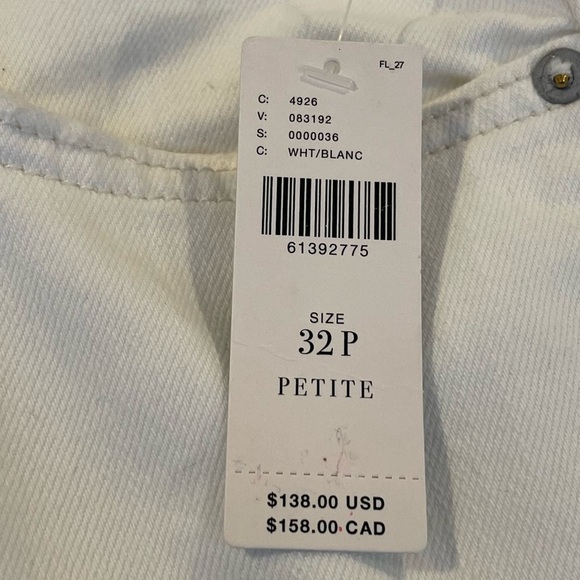 FL_27
C: 4926
V: 083192
S: 0000036
C: WHT/BLANC
61392775
SIZE
32 P
PETITE
$138.00 USD
$158.00 CAD